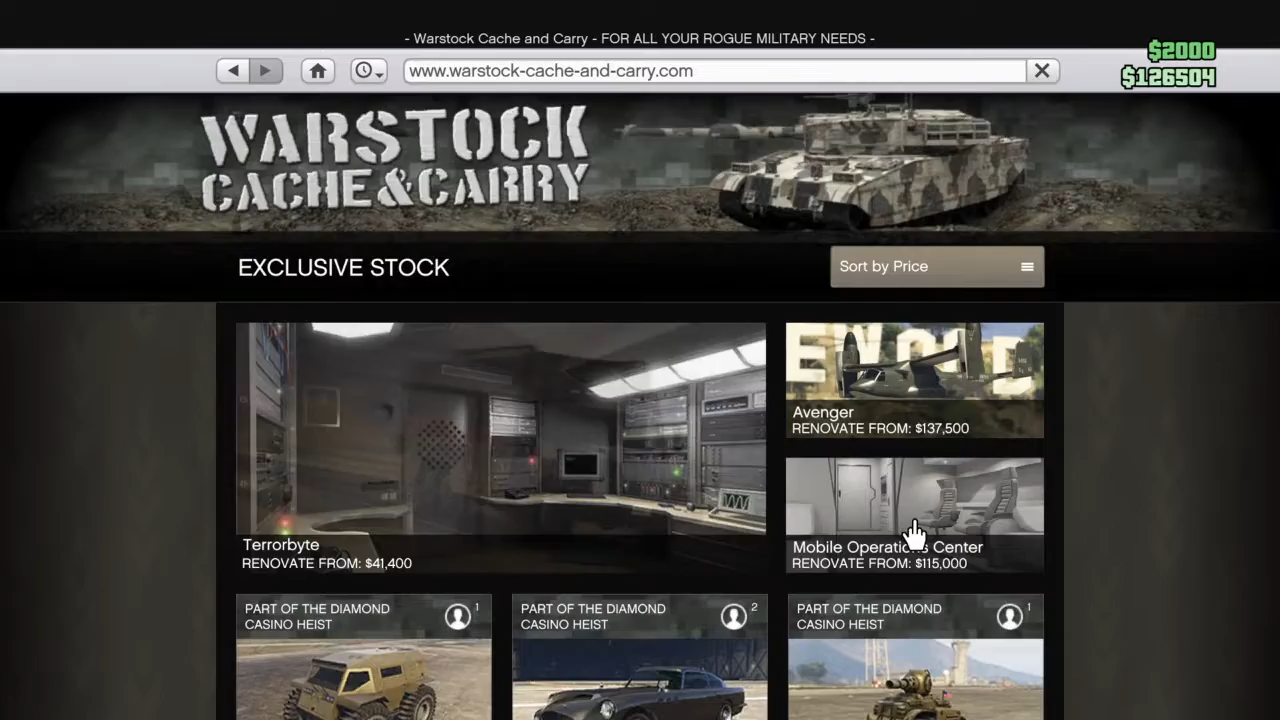 - Warstock Cache and Carry - FOR ALL YOUR ROGUE MILITARY NEEDS -
$2000
www.warstock-cache-and-carry.com
$126504
WARSTOCK
CACHE&CARRY
EXCLUSIVE STOCK
Sort by Price
Avenger
RENOVATE FROM: $137,500
Terrorbyte
RENOVATE FROM: $41,400
Mobile Operations Center
RENOVATE FROM: $115,000
PART OF THE DIAMOND
CASINO HEIST
1
PART OF THE DIAMOND
CASINO HEIST
2
PART OF THE DIAMOND
CASINO HEIST
1